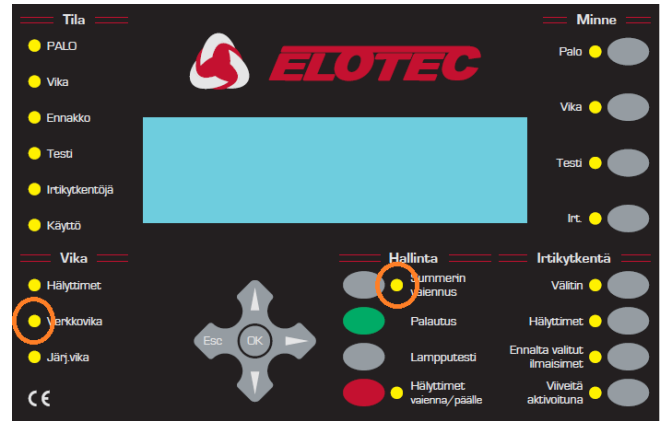 Tila
PALO
Vika
Ennakko
Testi
Irtikytkentöjä
Käyttö
ELOTEC
Minne
Palo
Vika
Testi
Irt.
Vika
Hälyttimet
Verkkovika
Järj.vika
CE
Esc
OK
Hallinta
Summerin
vaiennus
Palautus
Lampputesti
Hälyttimet
vaienna/päälle
Irtikytkentä
Välitin
Hälyttimet
Ennalta valitut
ilmaisimet
Viiveitä
aktivoituna